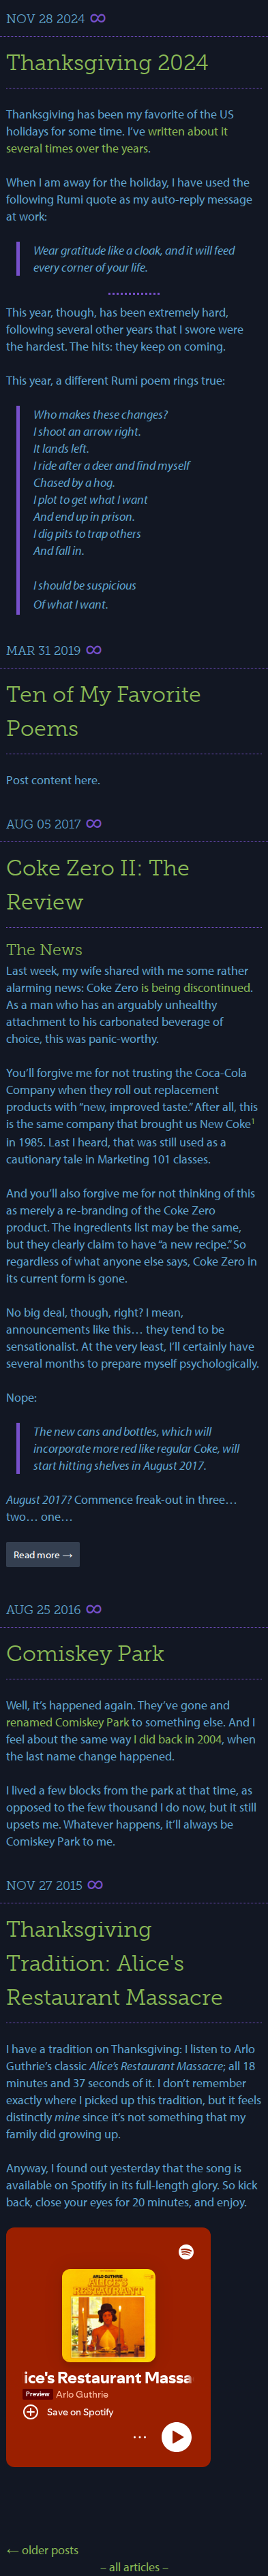 NOV 28 2024 ∞
Thanksgiving 2024
Thanksgiving has been my favorite of the US
holidays for some time. I’ve written about it
several times over the years.
When I am away for the holiday, I have used the
following Rumi quote as my auto-reply message
at work:
Wear gratitude like a cloak, and it will feed
every corner of your life.
This year, though, has been extremely hard,
following several other years that I swore were
the hardest. The hits: they keep on coming.
This year, a different Rumi poem rings true:
Who makes these changes?
I shoot an arrow right.
It lands left.
I ride after a deer and find myself
Chased by a hog.
I plot to get what I want
And end up in prison.
I dig pits to trap others
And fall in.
I should be suspicious
Of what I want.
MAR 31 2019 ∞
Ten of My Favorite
Poems
Post content here.
AUG 05 2017 ∞
Coke Zero II: The
Review
The News
Last week, my wife shared with me some rather
alarming news: Coke Zero is being discontinued.
As a man who has an arguably unhealthy
attachment to his carbonated beverage of
choice, this was panic-worthy.
You’ll forgive me for not trusting the Coca-Cola
Company when they roll out replacement
products with “new, improved taste.” After all, this
is the same company that brought us New Coke1
in 1985. Last I heard, that was still used as a
cautionary tale in Marketing 101 classes.
And you’ll also forgive me for not thinking of this
as merely a re-branding of the Coke Zero
product. The ingredients list may be the same,
but they clearly claim to have “a new recipe.” So
regardless of what anyone else says, Coke Zero in
its current form is gone.
No big deal, though, right? I mean,
announcements like this… they tend to be
sensationalist. At the very least, I’ll certainly have
several months to prepare myself psychologically.
Nope:
The new cans and bottles, which will
incorporate more red like regular Coke, will
start hitting shelves in August 2017.
August 2017? Commence freak-out in three…
two… one…
Read more →
AUG 25 2016 ∞
Comiskey Park
Well, it’s happened again. They’ve gone and
renamed Comiskey Park to something else. And I
feel about the same way I did back in 2004, when
the last name change happened.
I lived a few blocks from the park at that time, as
opposed to the few thousand I do now, but it still
upsets me. Whatever happens, it’ll always be
Comiskey Park to me.
NOV 27 2015 ∞
Thanksgiving
Tradition: Alice's
Restaurant Massacre
I have a tradition on Thanksgiving: I listen to Arlo
Guthrie’s classic Alice’s Restaurant Massacre; all 18
minutes and 37 seconds of it. I don’t remember
exactly where I picked up this tradition, but it feels
distinctly mine since it’s not something that my
family did growing up.
Anyway, I found out yesterday that the song is
available on Spotify in its full-length glory. So kick
back, close your eyes for 20 minutes, and enjoy.
ARLO GUTHRIE
ALICE'S
RESTAURANT
ice's Restaurant Massa
Preview Arlo Guthrie
Save on Spotify
← older posts
– all articles –